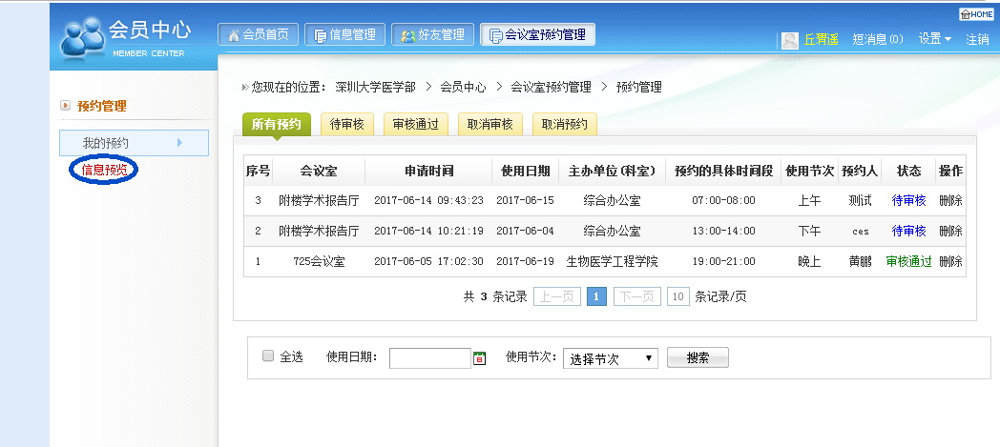 HOME
会员中心
MEMBER CENTER
会员首页 信息管理 好友管理 会议室预约管理
丘渭遥 短消息(0) 设置 注销
预约管理
我的预约
信息预览
您现在的位置： 深圳大学医学部 > 会员中心 > 会议室预约管理 > 预约管理
所有预约 待审核 审核通过 取消审核 取消预约
序号 会议室 申请时间 使用日期 主办单位(科室) 预约的具体时间段 使用节次 预约人 状态 操作
3 附楼学术报告厅 2017-06-14 09:43:23 2017-06-15 综合办公室 07:00-08:00 上午 测试 待审核 删除
2 附楼学术报告厅 2017-06-14 10:21:19 2017-06-04 综合办公室 13:00-14:00 下午 ces 待审核 删除
1 725会议室 2017-06-05 17:02:30 2017-06-19 生物医学工程学院 19:00-21:00 晚上 黄鹏 审核通过 删除
共 3 条记录 上一页 1 下一页 10 条记录/页
全选 使用日期： 使用节次： 选择节次 搜索